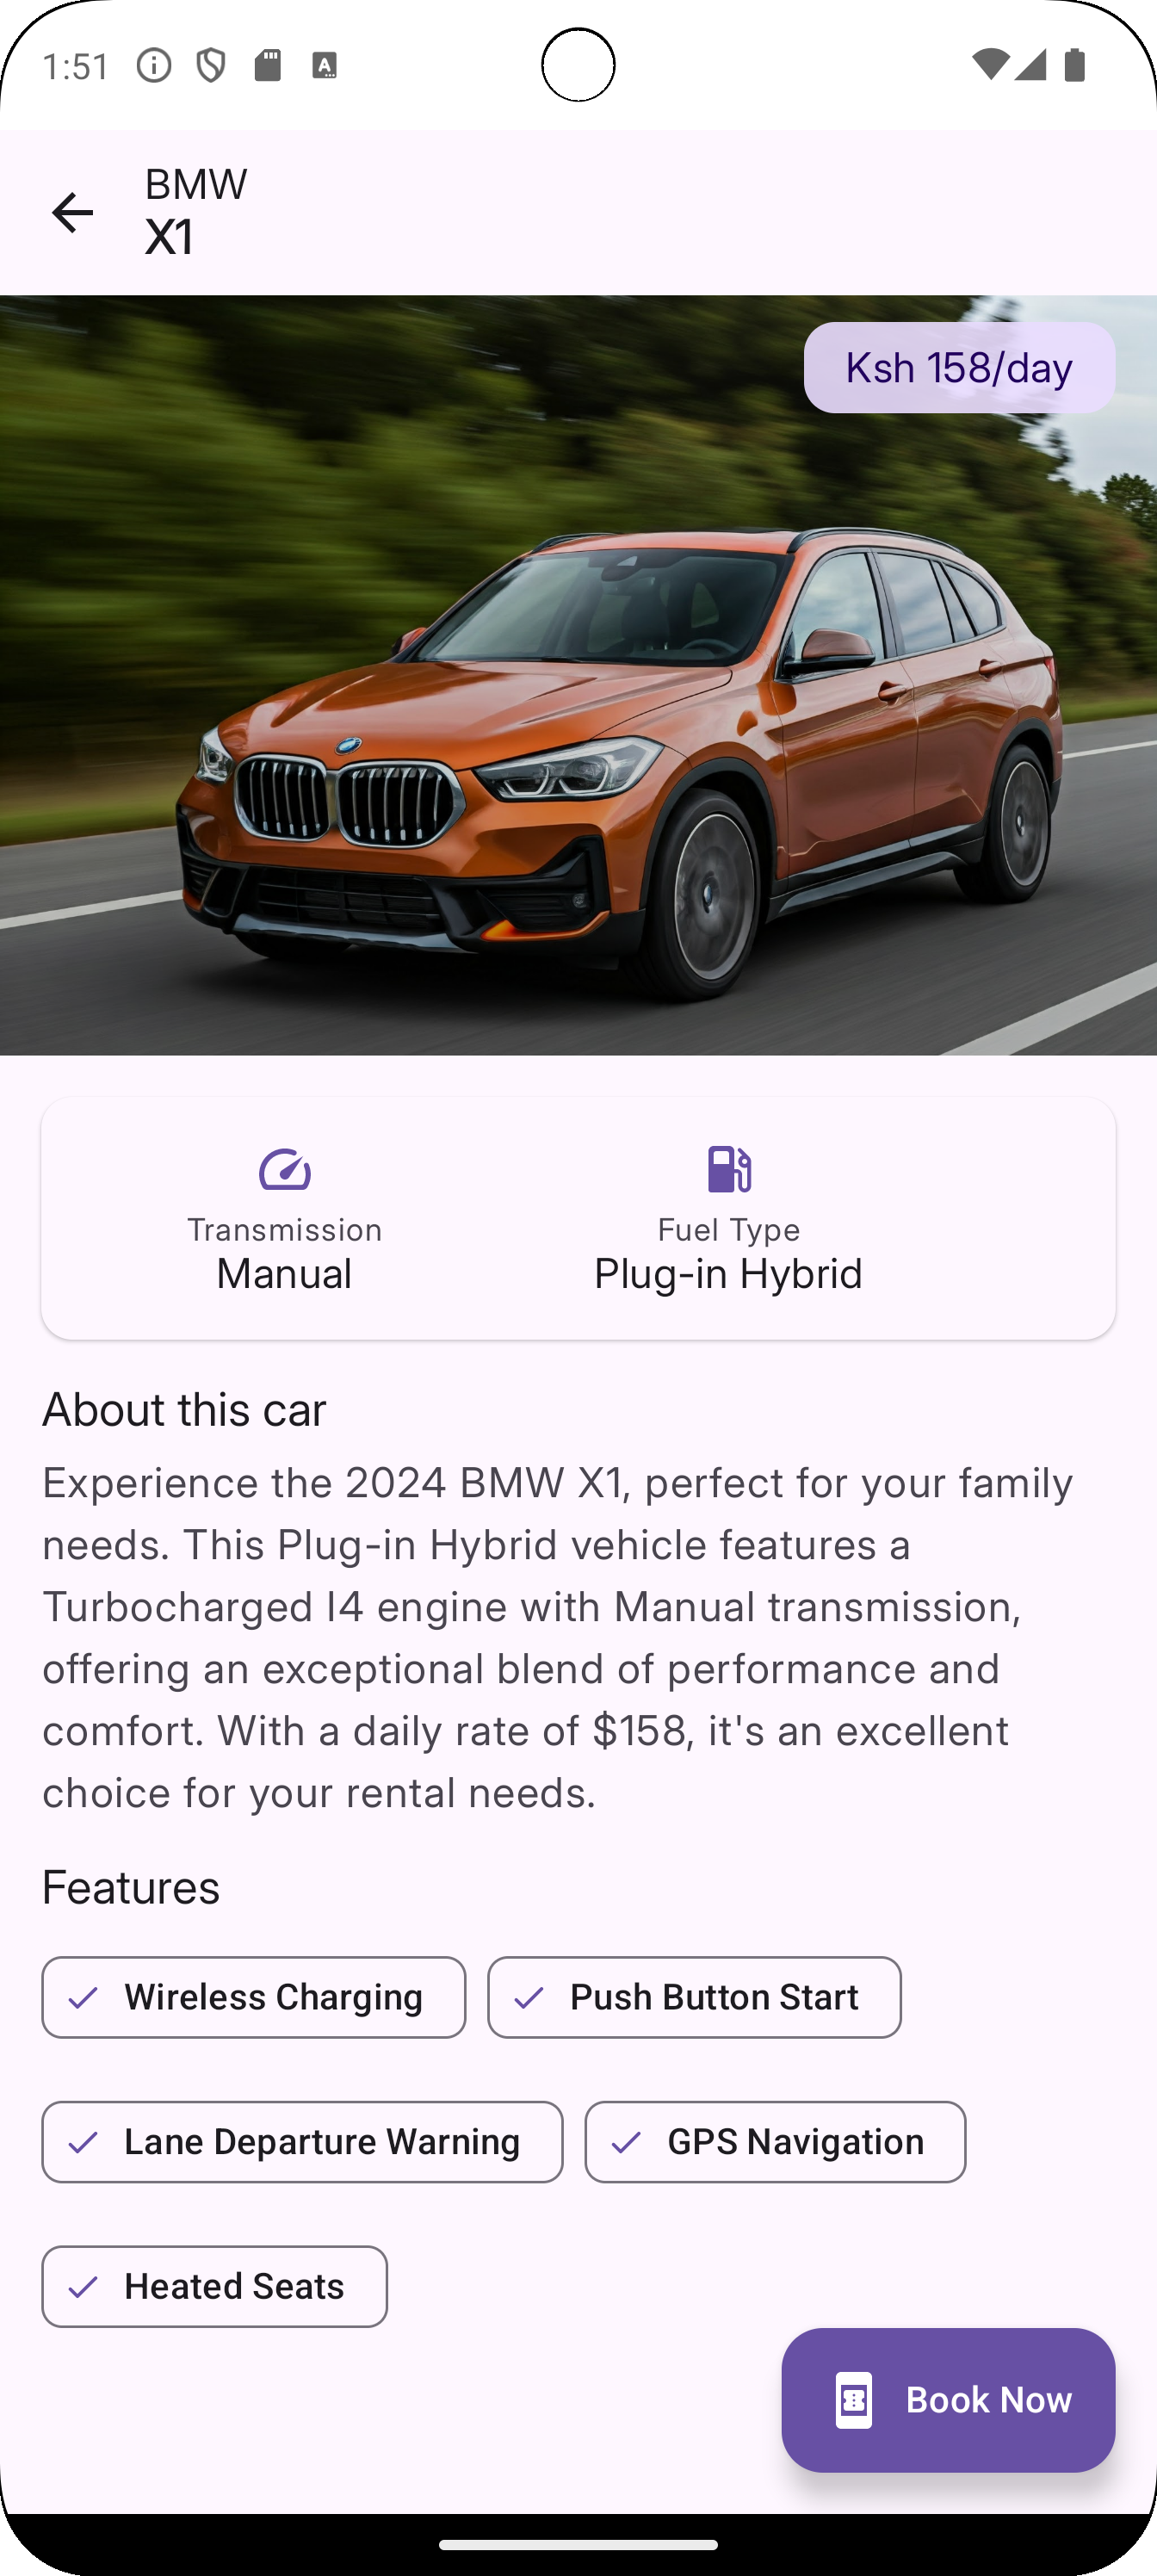 1:51
BMW
X1
Ksh 158/day
Transmission
Manual
Fuel Type
Plug-in Hybrid
About this car
Experience the 2024 BMW X1, perfect for your family
needs. This Plug-in Hybrid vehicle features a
Turbocharged I4 engine with Manual transmission,
offering an exceptional blend of performance and
comfort. With a daily rate of $158, it's an excellent
choice for your rental needs.
Features
Wireless Charging
Push Button Start
Lane Departure Warning
GPS Navigation
Heated Seats
Book Now